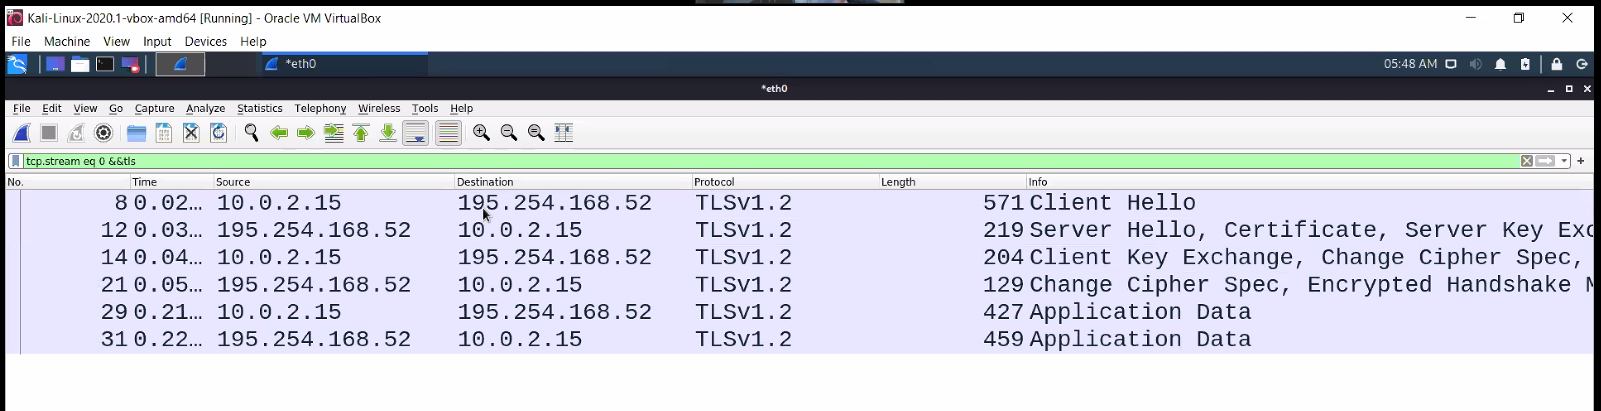 Kali-Linux-2020.1-vbox-amd64 [Running] - Oracle VM VirtualBox
File Machine View Input Devices Help
*eth0 05:48 AM
*eth0
File Edit View Go Capture Analyze Statistics Telephony Wireless Tools Help
tcp.stream eq 0 &&tls
No. Time Source Destination Protocol Length Info
8 0.02… 10.0.2.15 195.254.168.52 TLSv1.2 571 Client Hello
12 0.03… 195.254.168.52 10.0.2.15 TLSv1.2 219 Server Hello, Certificate, Server Key Exc
14 0.04… 10.0.2.15 195.254.168.52 TLSv1.2 204 Client Key Exchange, Change Cipher Spec,
21 0.05… 195.254.168.52 10.0.2.15 TLSv1.2 129 Change Cipher Spec, Encrypted Handshake M
29 0.21… 10.0.2.15 195.254.168.52 TLSv1.2 427 Application Data
31 0.22… 195.254.168.52 10.0.2.15 TLSv1.2 459 Application Data